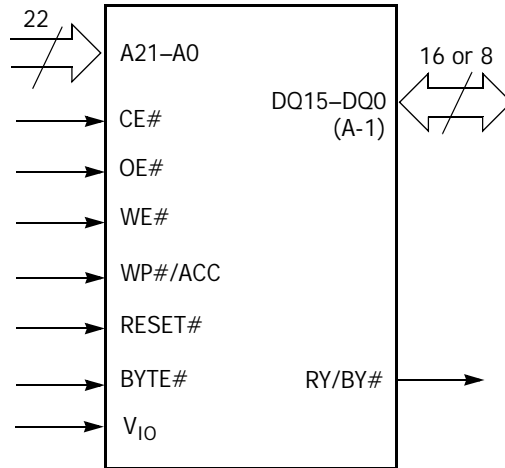 22
A21–A0
16 or 8
DQ15–DQ0
(A-1)
CE#
OE#
WE#
WP#/ACC
RESET#
BYTE#
RY/BY#
VIO